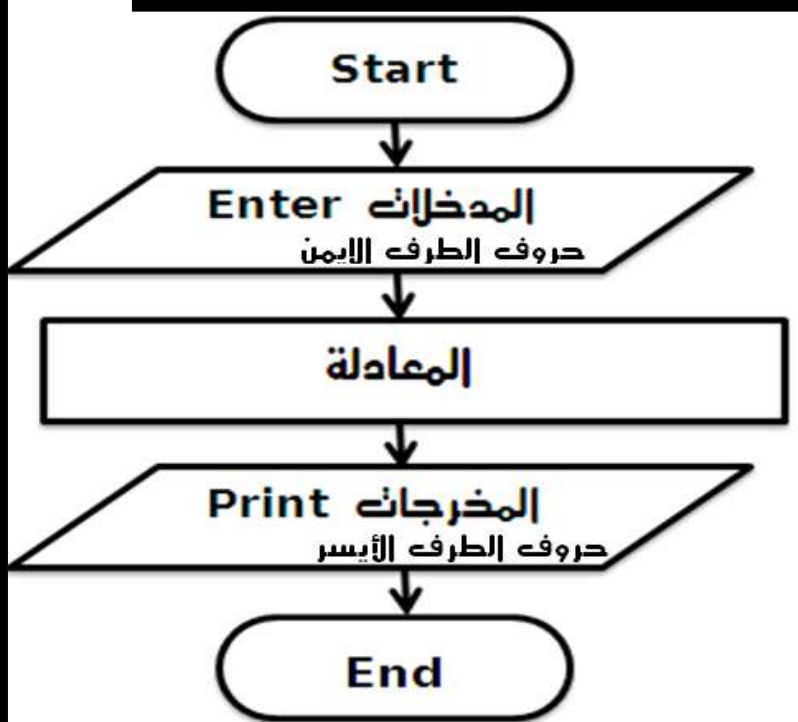 Start
Enter المدخلات
حروف الطرف الايمن
المعادلة
Print المخرجات
حروف الطرف الأيسر
End